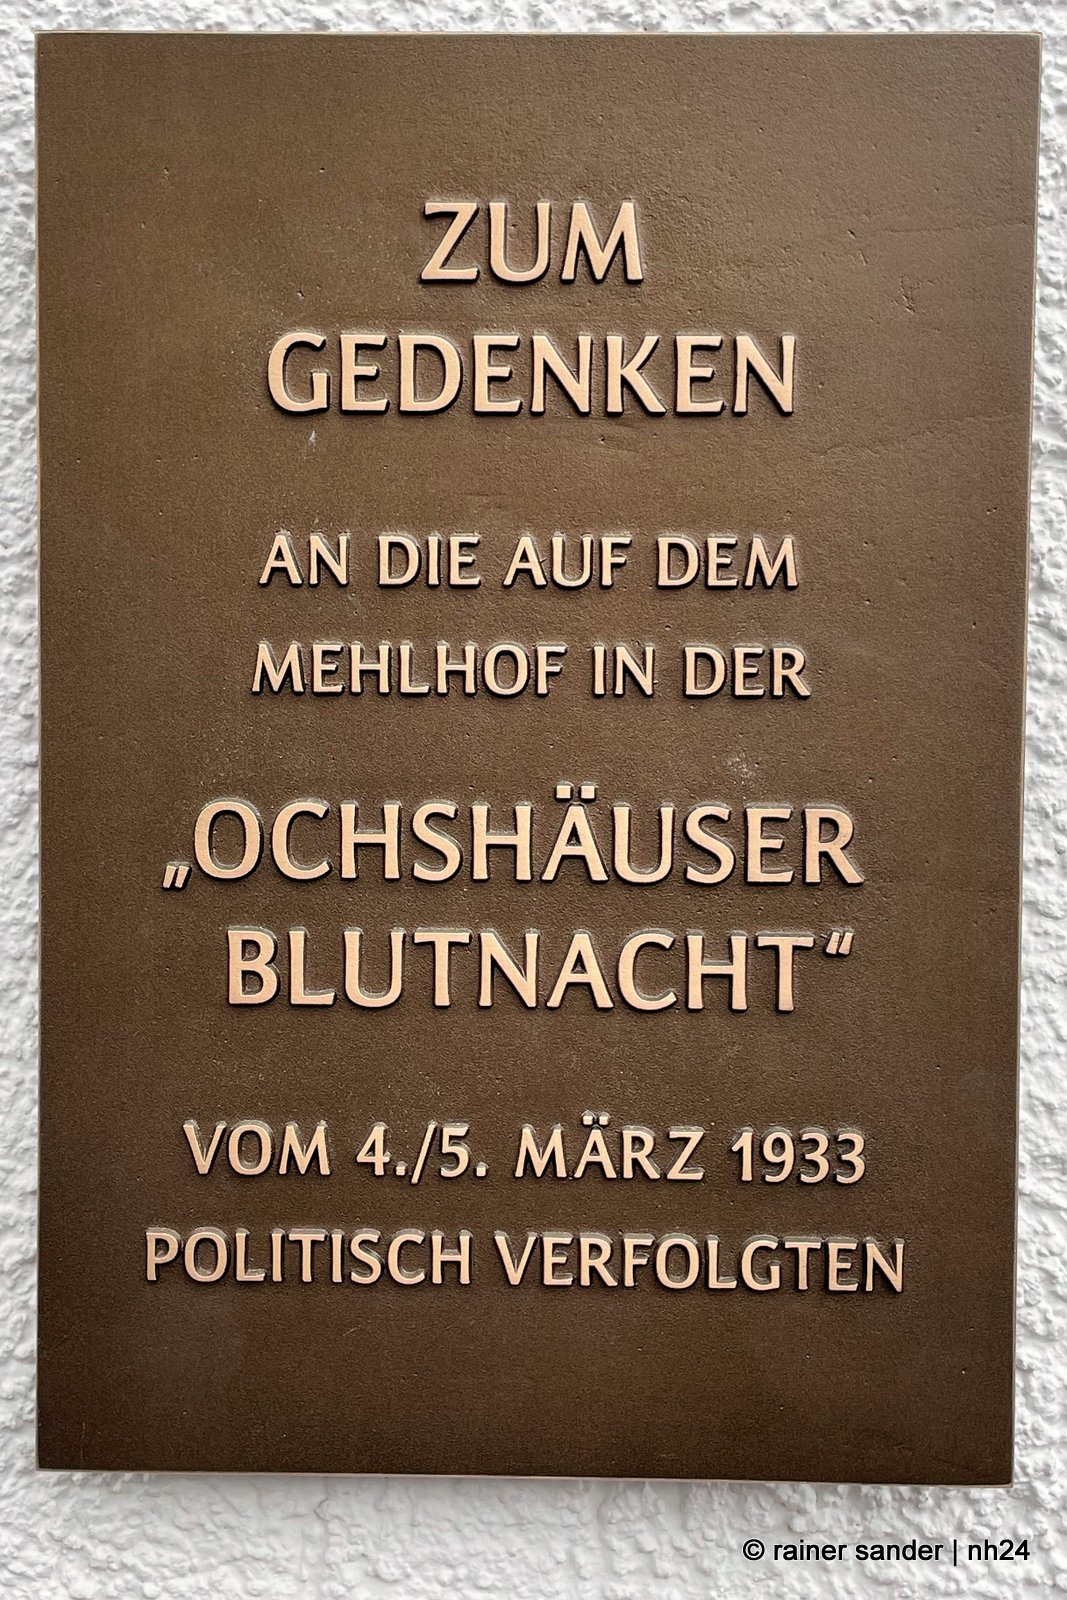 ZUM
GEDENKEN
AN DIE AUF DEM
MEHLHOF IN DER
„OCHSHÄUSER
BLUTNACHT“
VOM 4./5. MÄRZ 1933
POLITISCH VERFOLGTEN
© rainer sander | nh24